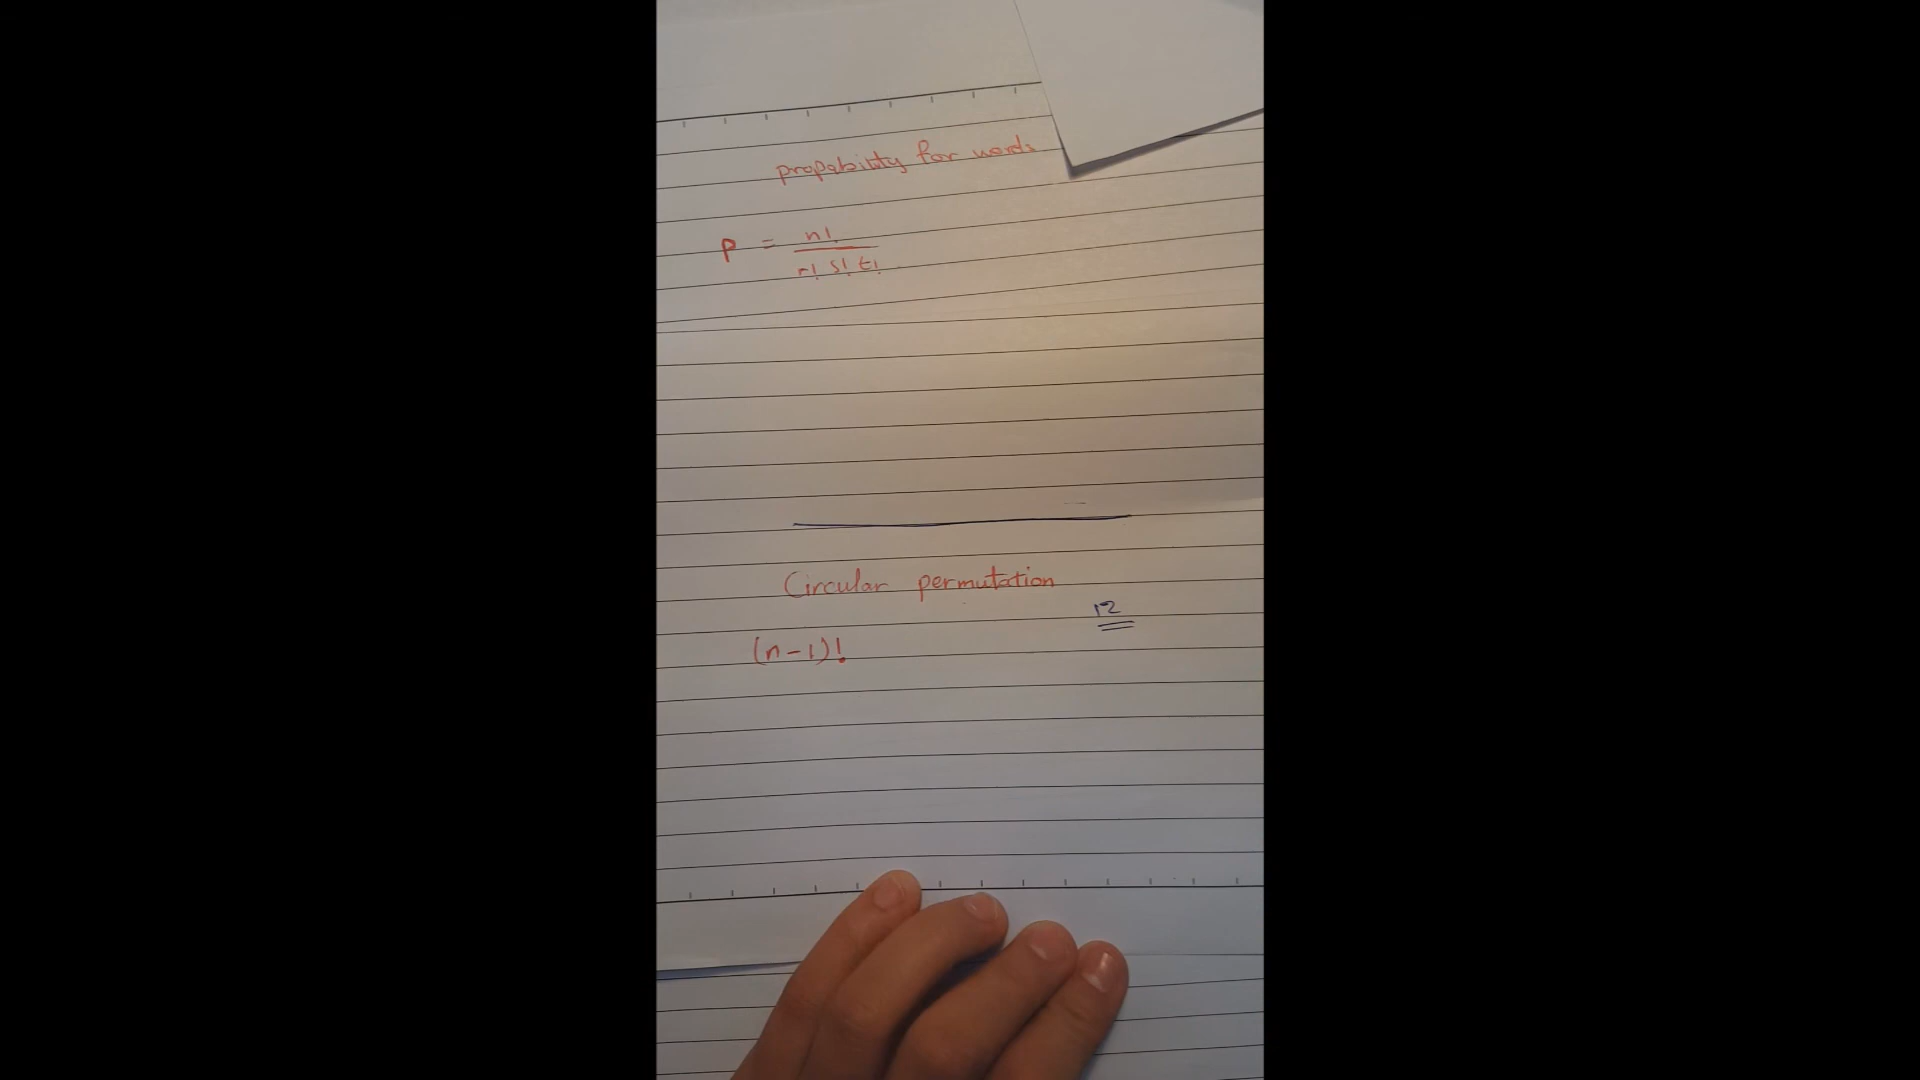 propability for words
P = n! / r! s! t!
Circular permutation
12
(n-1)!